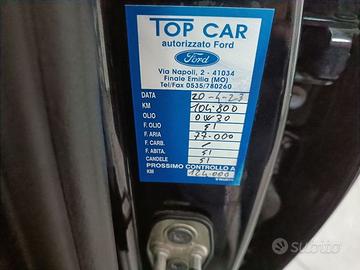 TOP CAR
autorizzato Ford
Ford
Via Napoli, 2 - 41034
Finale Emilia (MO)
Tel/Fax 0535/780260
DATA 20-4-23
KM 104.800
OLIO 0W30
F. OLIO SI
F. ARIA 77.000
F. CARB. /
F. ABITA. SI
CANDELE SI
PROSSIMO CONTROLLO A
KM 124.000
subito